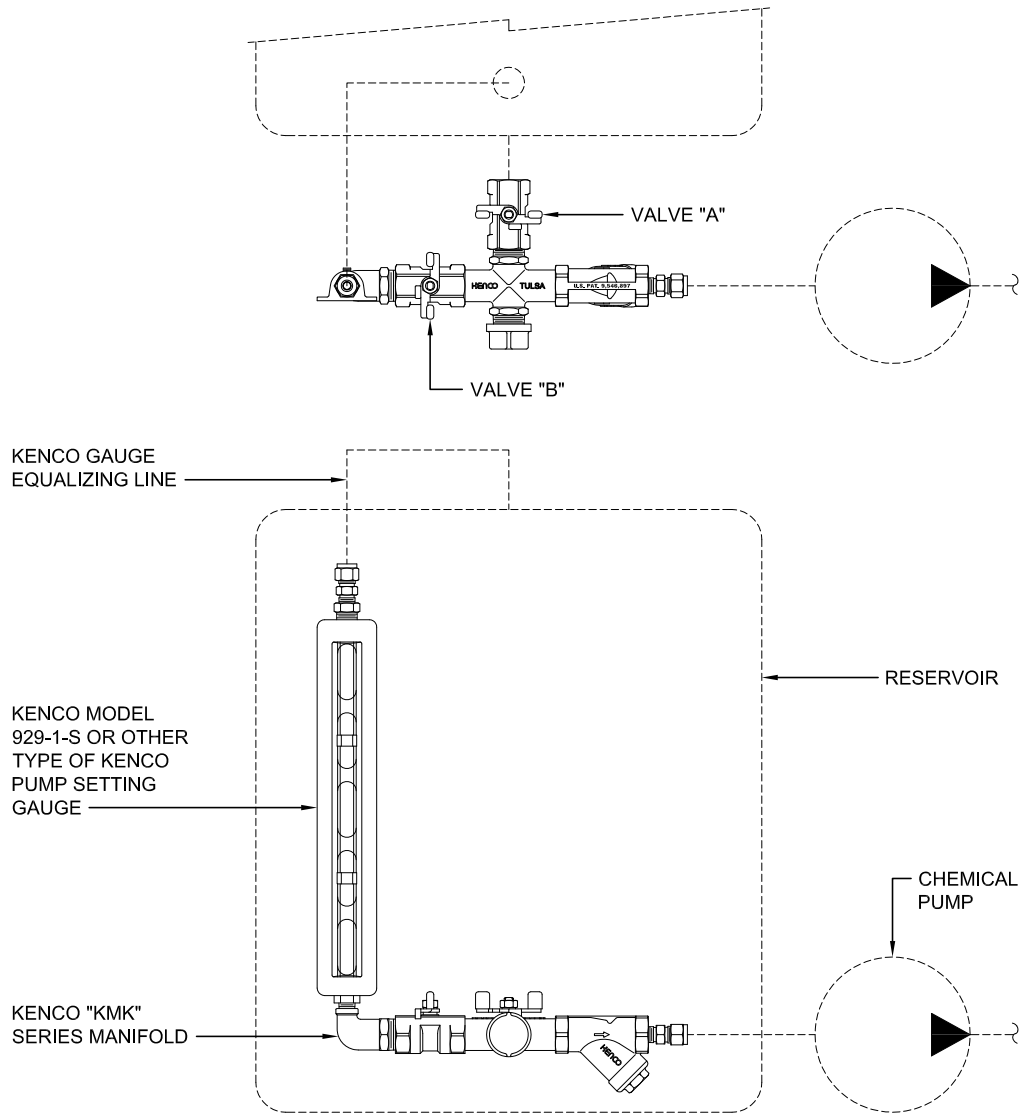 VALVE "A"
KENCO TULSA
U.S. PAT. 9,546,897
VALVE "B"
KENCO GAUGE
EQUALIZING LINE
RESERVOIR
KENCO MODEL
929-1-S OR OTHER
TYPE OF KENCO
PUMP SETTING
GAUGE
CHEMICAL
PUMP
KENCO "KMK"
SERIES MANIFOLD
KENCO